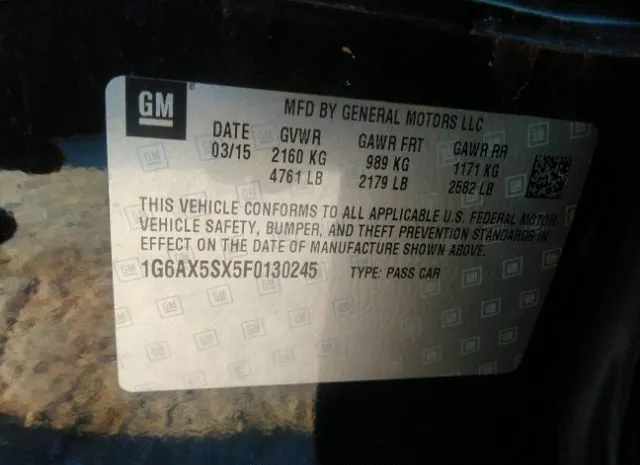 GM
MFD BY GENERAL MOTORS LLC
DATE GVWR GAWR FRT GAWR RR
03/15 2160 KG 989 KG 1171 KG
4761 LB 2179 LB 2582 LB
THIS VEHICLE CONFORMS TO ALL APPLICABLE U.S. FEDERAL MOTOR
VEHICLE SAFETY, BUMPER, AND THEFT PREVENTION STANDARDS IN
EFFECT ON THE DATE OF MANUFACTURE SHOWN ABOVE.
1G6AX5SX5F0130245 TYPE: PASS CAR